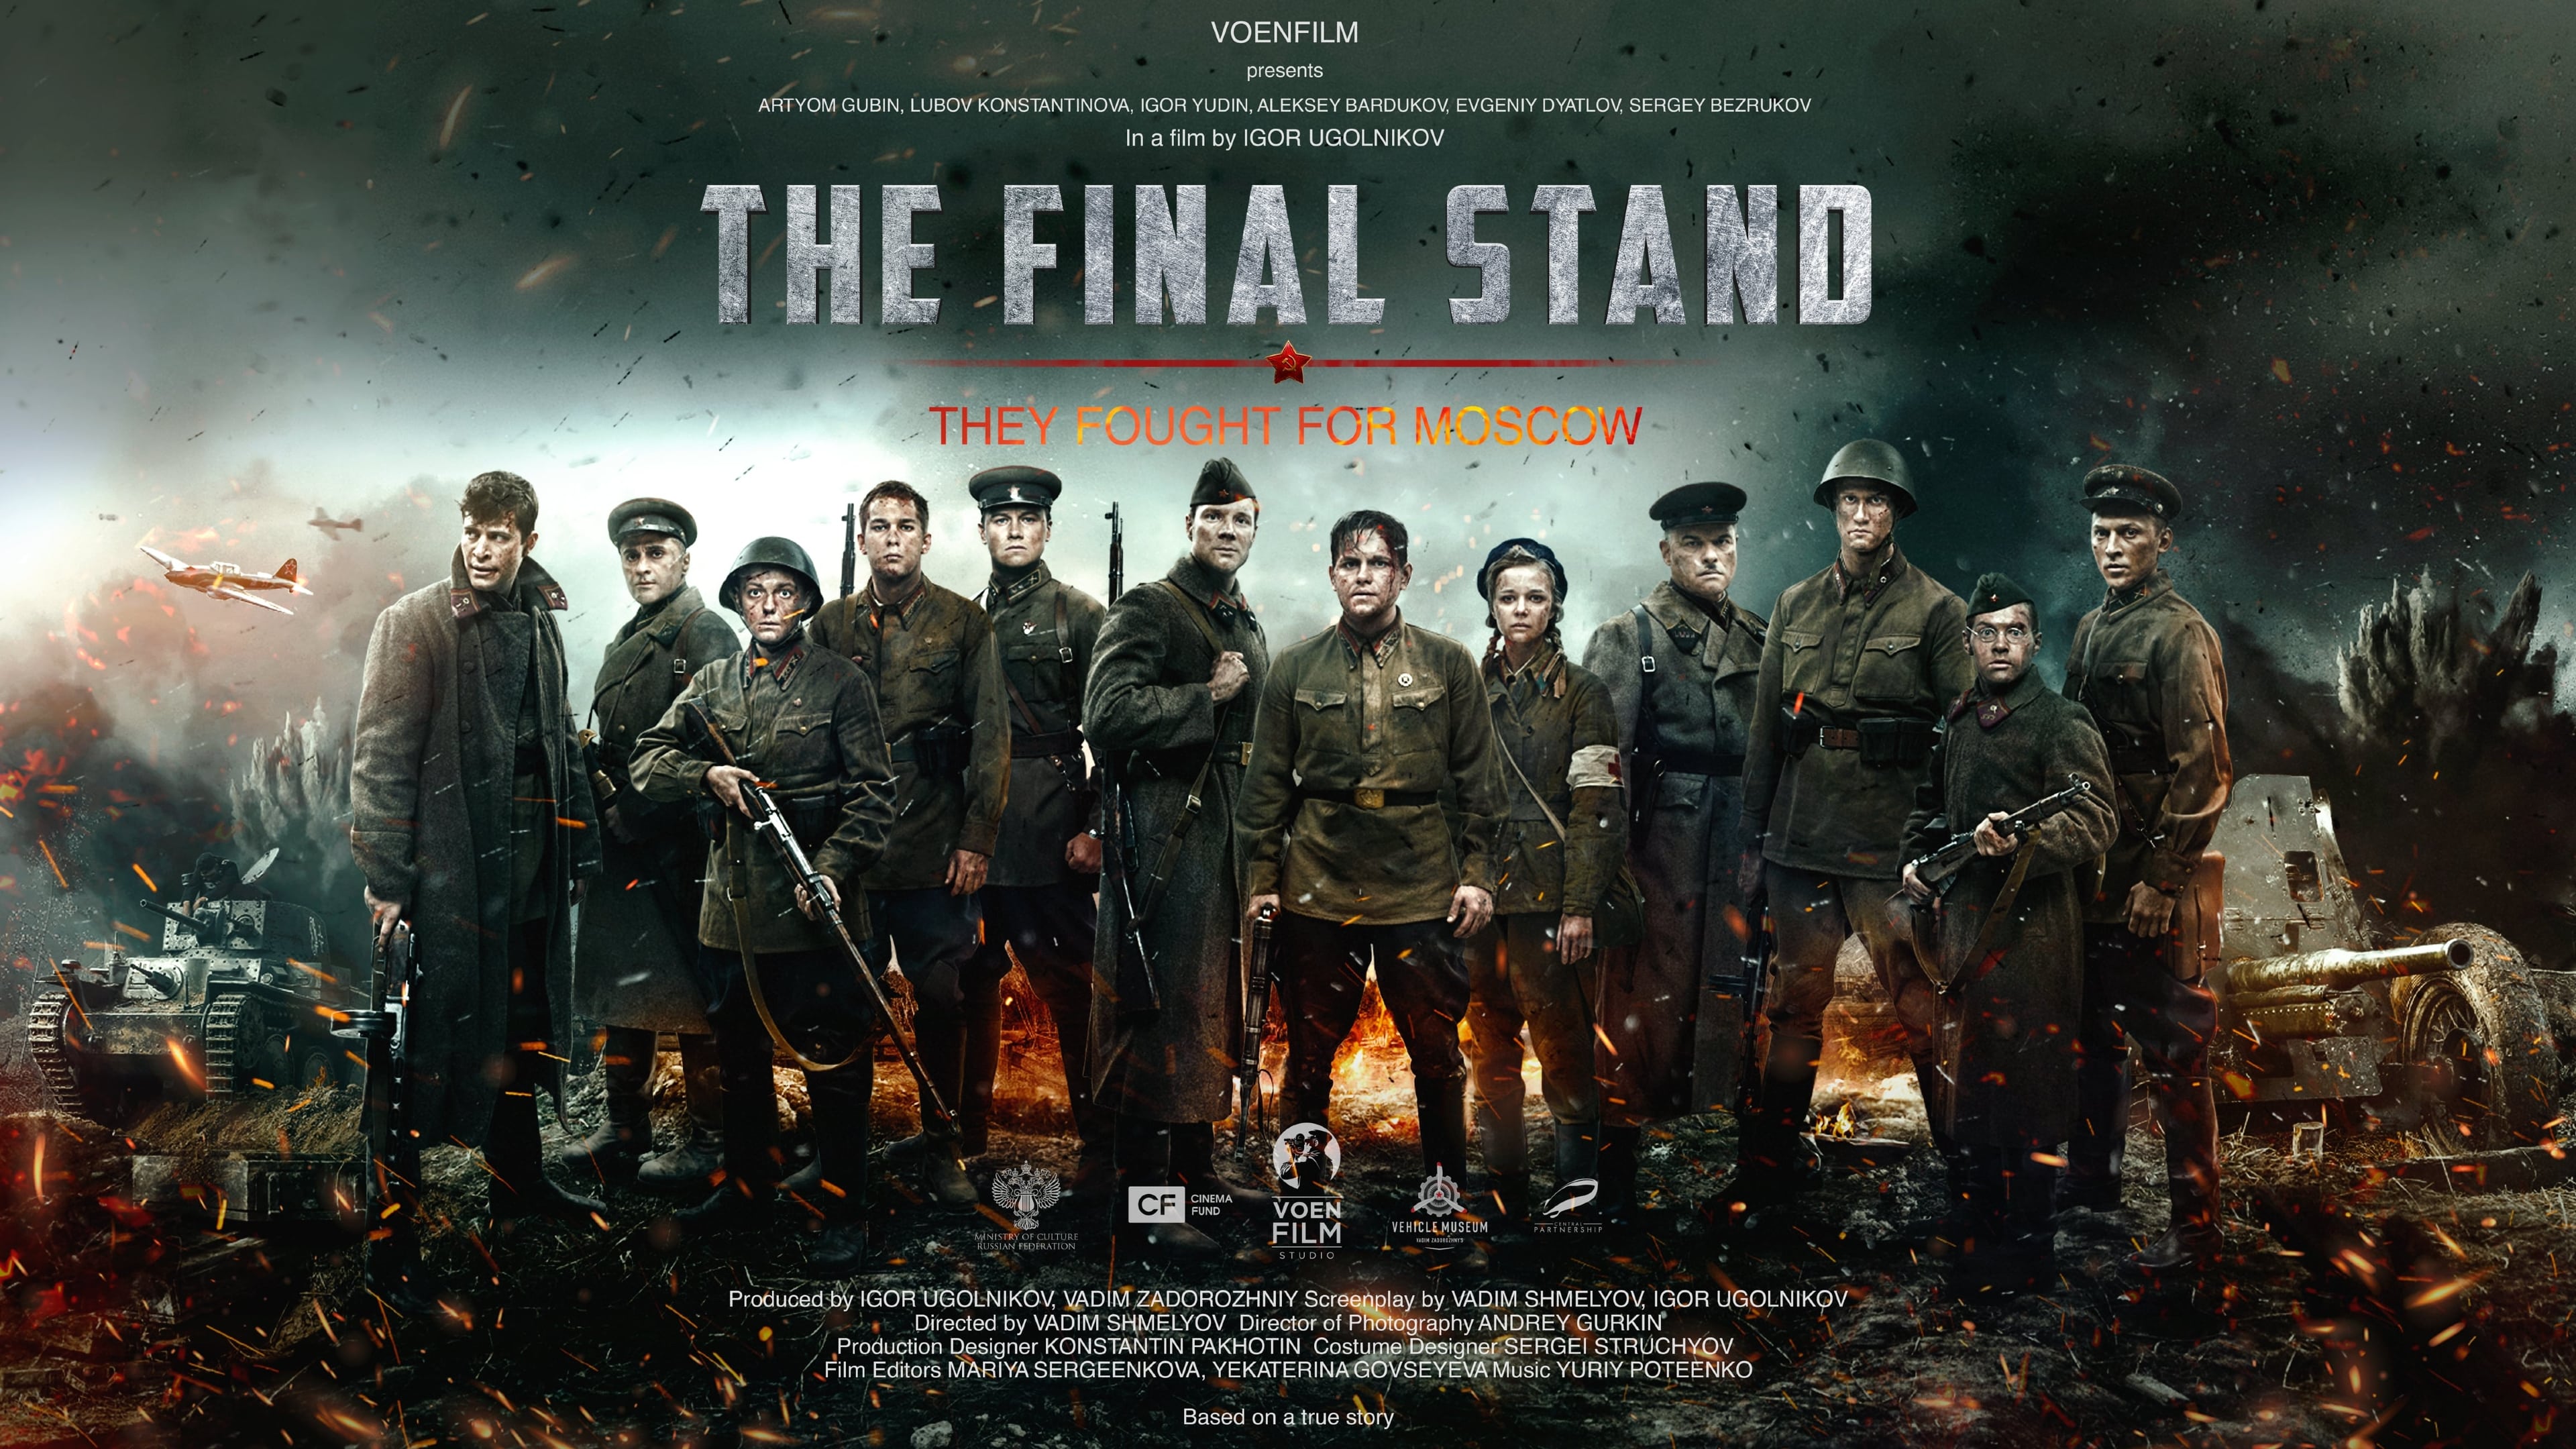 VOENFILM
presents
ARTYOM GUBIN, LUBOV KONSTANTINOVA, IGOR YUDIN, ALEKSEY BARDUKOV, EVGENIY DYATLOV, SERGEY BEZRUKOV
In a film by IGOR UGOLNIKOV
THE FINAL STAND
THEY FOUGHT FOR MOSCOW
MINISTRY OF CULTURE
RUSSIAN FEDERATION
CF
CINEMA
FUND
VOEN
FILM
STUDIO
VEHICLE MUSEUM
VADIM ZADOROZHNY'S
CENTRAL
PARTNERSHIP
Produced by IGOR UGOLNIKOV, VADIM ZADOROZHNIY Screenplay by VADIM SHMELYOV, IGOR UGOLNIKOV
Directed by VADIM SHMELYOV Director of Photography ANDREY GURKIN
Production Designer KONSTANTIN PAKHOTIN Costume Designer SERGEI STRUCHYOV
Film Editors MARIYA SERGEENKOVA, YEKATERINA GOVSEYEVA Music YURIY POTEENKO
Based on a true story